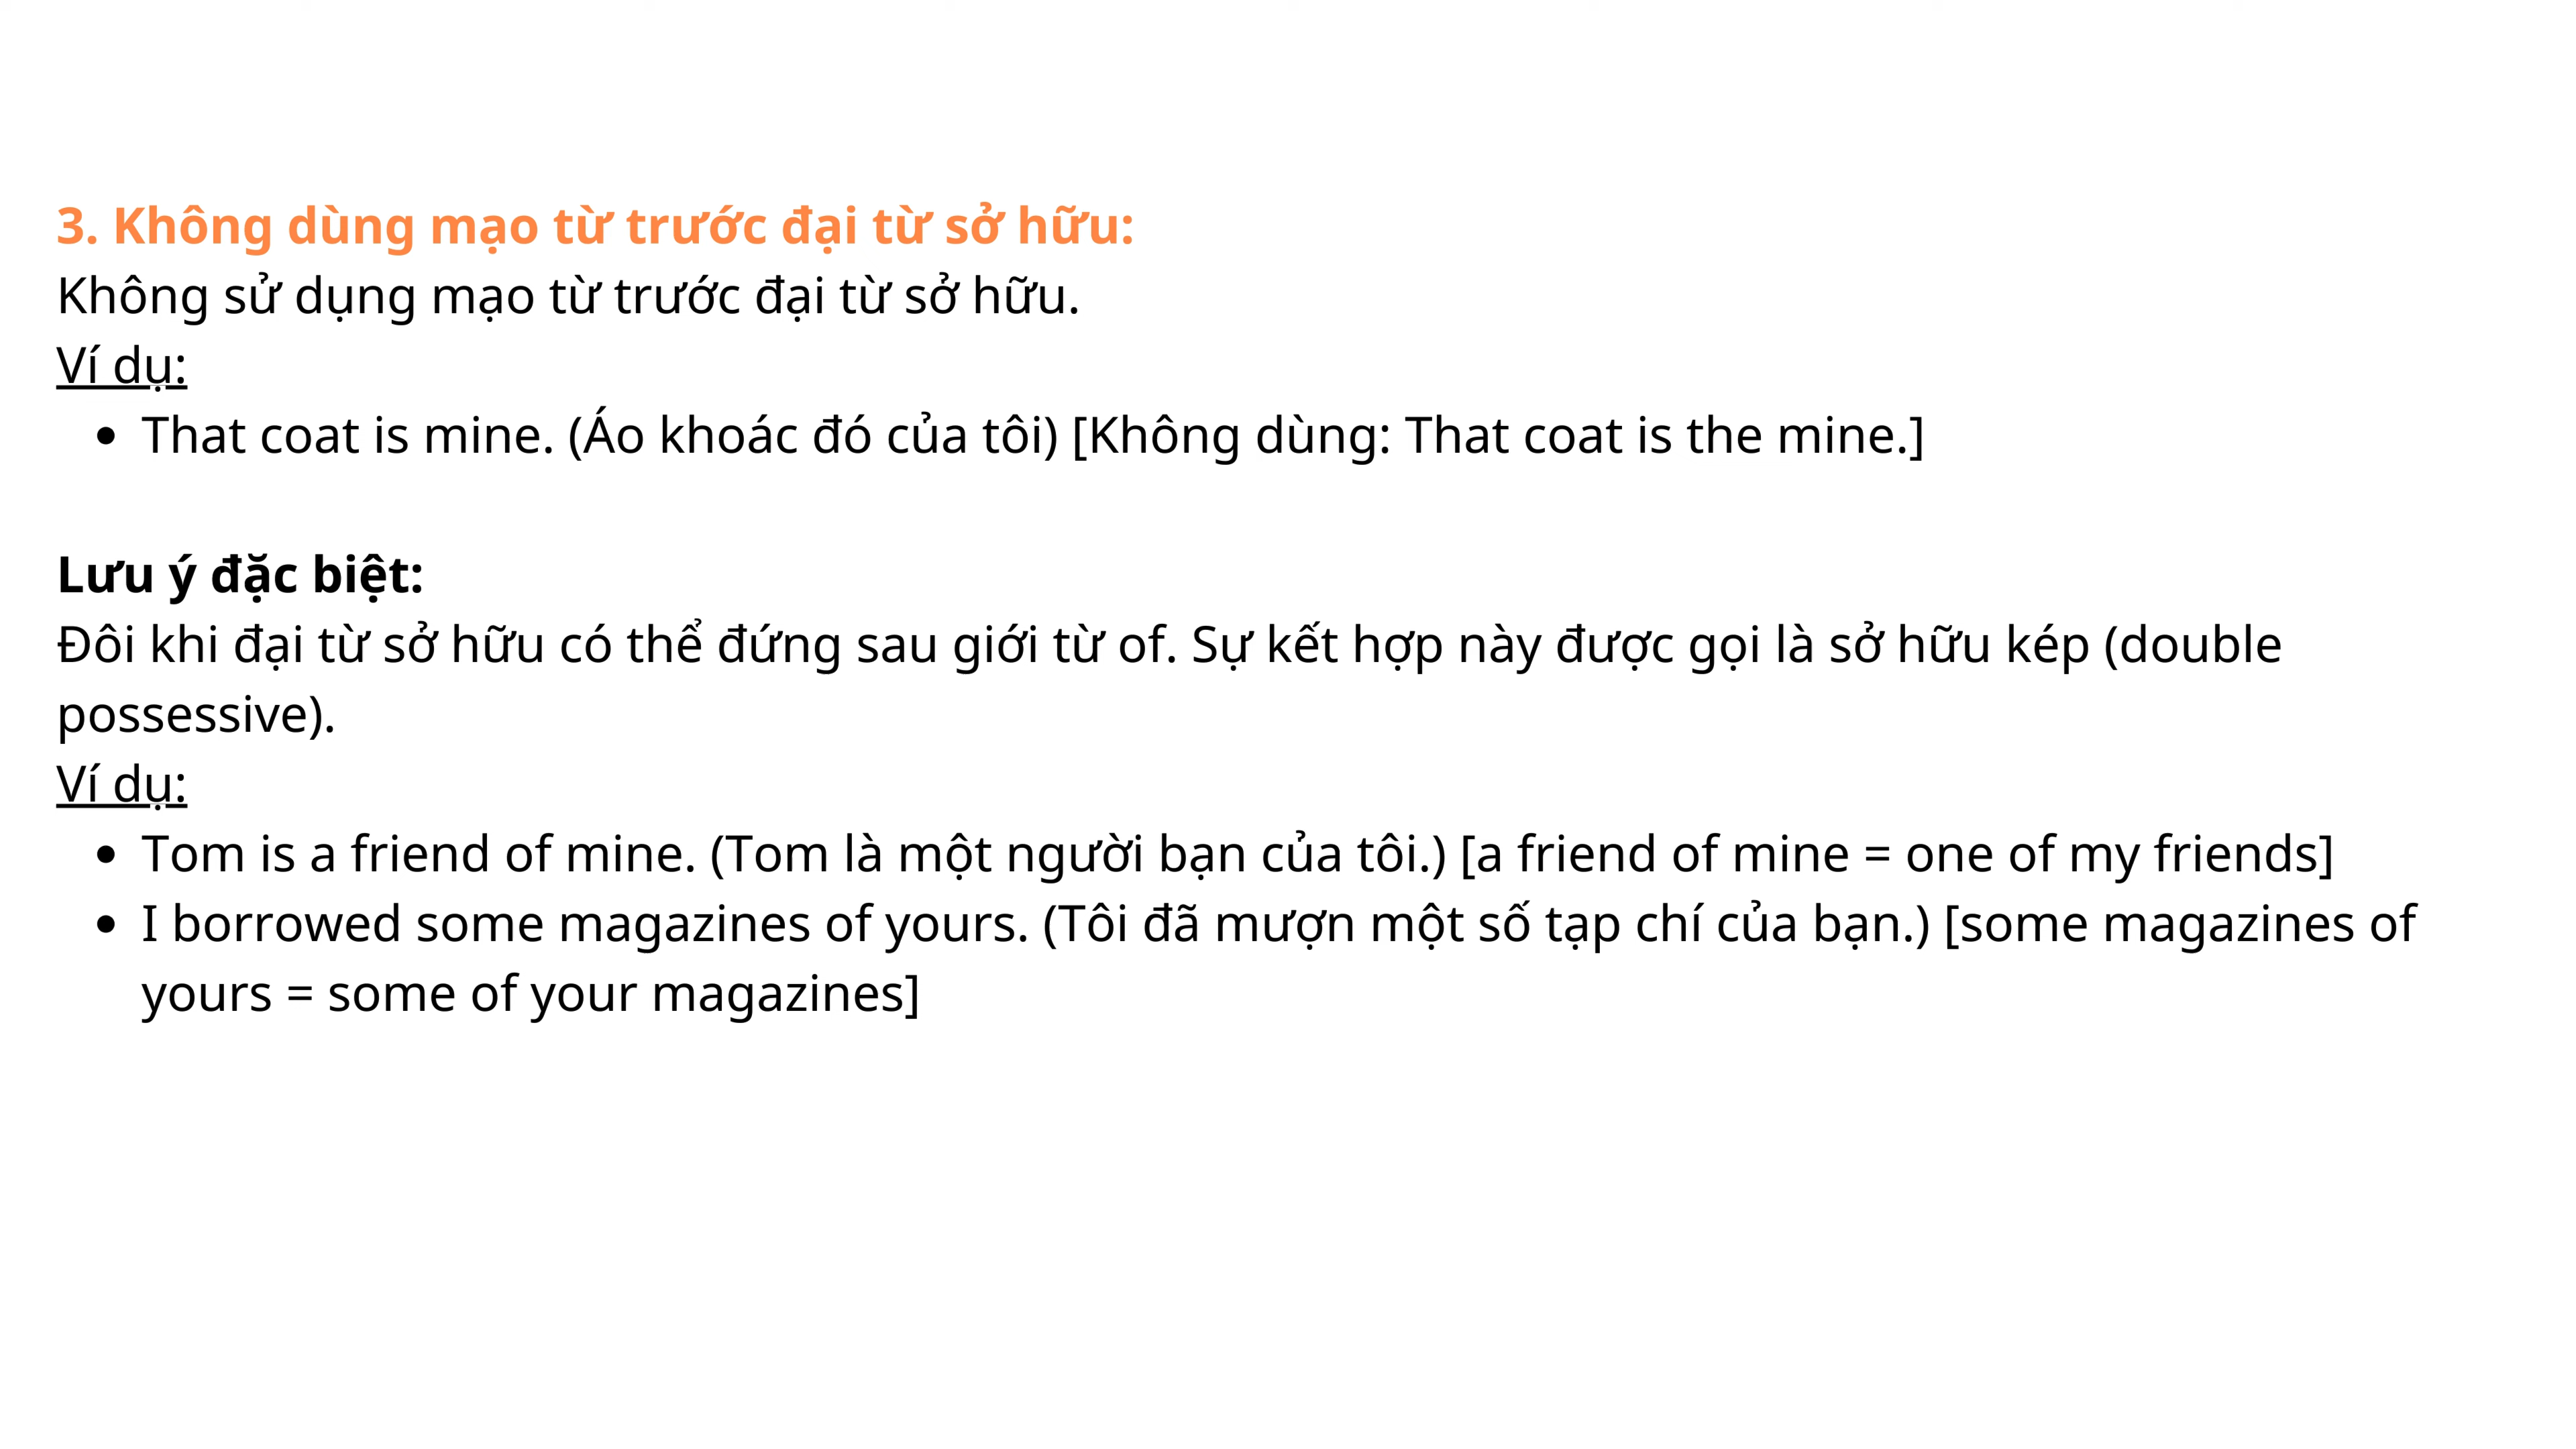 3. Không dùng mạo từ trước đại từ sở hữu:
Không sử dụng mạo từ trước đại từ sở hữu.
Ví dụ:
• That coat is mine. (Áo khoác đó của tôi) [Không dùng: That coat is the mine.]
Lưu ý đặc biệt:
Đôi khi đại từ sở hữu có thể đứng sau giới từ of. Sự kết hợp này được gọi là sở hữu kép (double
possessive).
Ví dụ:
• Tom is a friend of mine. (Tom là một người bạn của tôi.) [a friend of mine = one of my friends]
• I borrowed some magazines of yours. (Tôi đã mượn một số tạp chí của bạn.) [some magazines of
yours = some of your magazines]